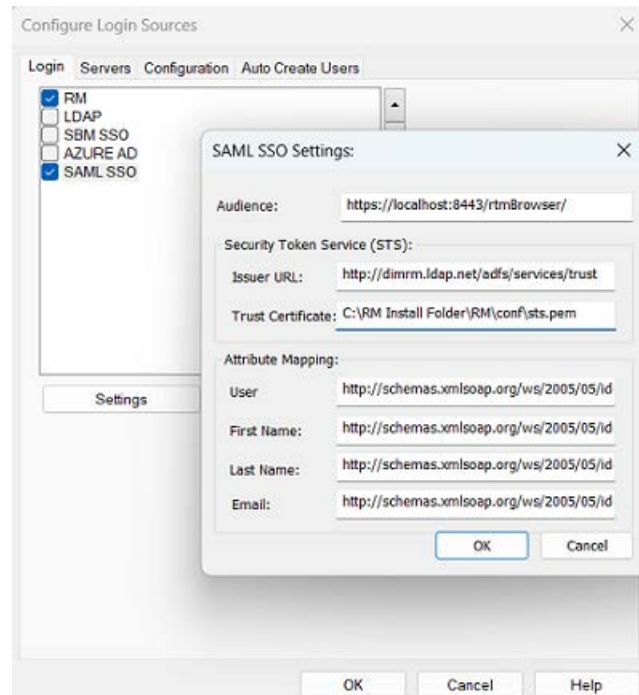 Configure Login Sources
Login Servers Configuration Auto Create Users
RM
LDAP
SBM SSO
AZURE AD
SAML SSO
Settings
SAML SSO Settings:
Audience: https://localhost:8443/rtmBrowser/
Security Token Service (STS):
Issuer URL: http://dimrm.ldap.net/adfs/services/trust
Trust Certificate: C:\RM Install Folder\RM\conf\sts.pem
Attribute Mapping:
User http://schemas.xmlsoap.org/ws/2005/05/id
First Name: http://schemas.xmlsoap.org/ws/2005/05/id
Last Name: http://schemas.xmlsoap.org/ws/2005/05/id
Email: http://schemas.xmlsoap.org/ws/2005/05/id
OK Cancel
OK Cancel Help